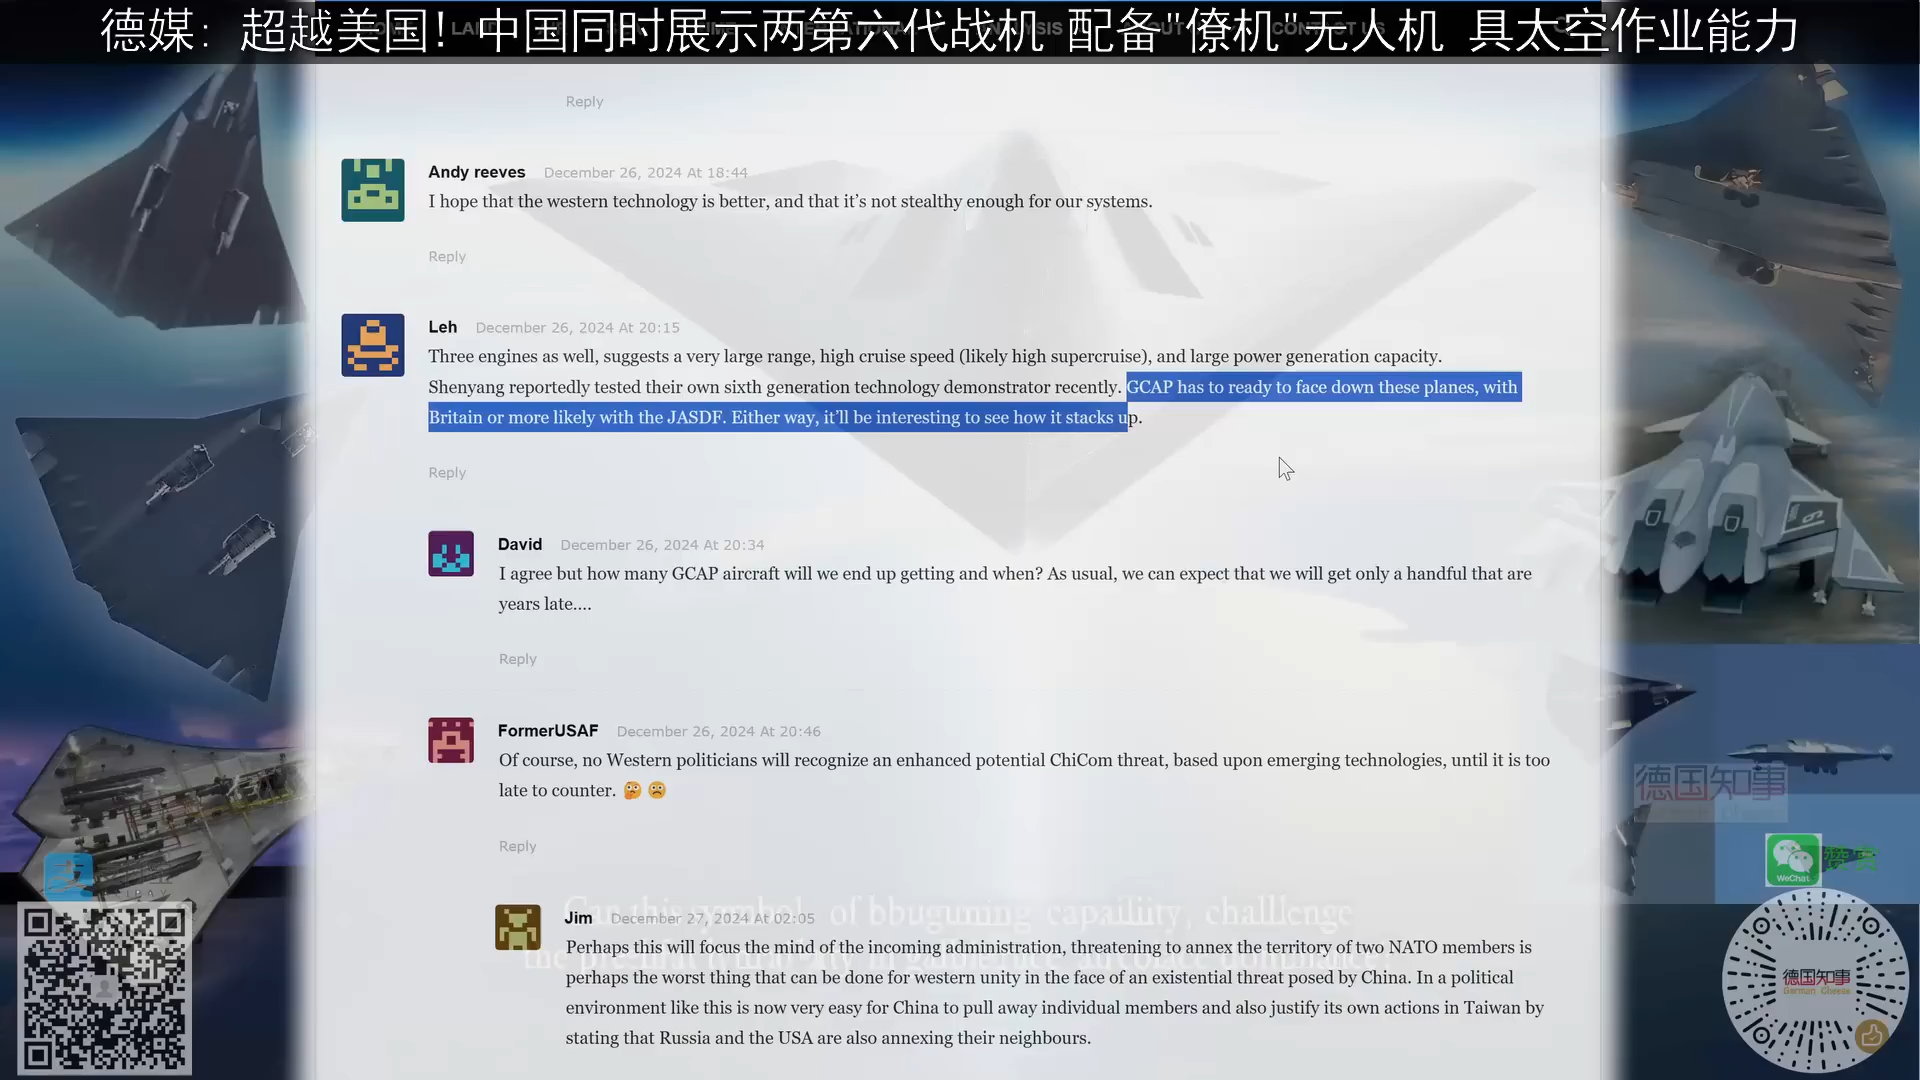 德媒：超越美国！中国同时展示两第六代战机 配备"僚机"无人机 具太空作业能力
Reply
Andy reeves December 26, 2024 At 18:44
I hope that the western technology is better, and that it’s not stealthy enough for our systems.
Reply
Leh December 26, 2024 At 20:15
Three engines as well, suggests a very large range, high cruise speed (likely high supercruise), and large power generation capacity.
Shenyang reportedly tested their own sixth generation technology demonstrator recently. GCAP has to ready to face down these planes, with
Britain or more likely with the JASDF. Either way, it’ll be interesting to see how it stacks up.
Reply
David December 26, 2024 At 20:34
I agree but how many GCAP aircraft will we end up getting and when? As usual, we can expect that we will get only a handful that are
years late….
Reply
FormerUSAF December 26, 2024 At 20:46
Of course, no Western politicians will recognize an enhanced potential ChiCom threat, based upon emerging technologies, until it is too
late to counter. 🤔 ☹️
Reply
德国知事
WeChat 赞赏
Jim December 27, 2024 At 02:05
Perhaps this will focus the mind of the incoming administration, threatening to annex the territory of two NATO members is
perhaps the worst thing that can be done for western unity in the face of an existential threat posed by China. In a political
environment like this is now very easy for China to pull away individual members and also justify its own actions in Taiwan by
stating that Russia and the USA are also annexing their neighbours.
德国知事
German Cheese